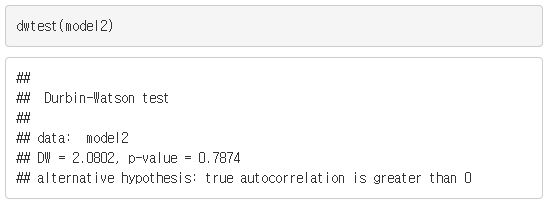 dwtest(model2)
##
##  Durbin-Watson test
##
## data:  model2
## DW = 2.0802, p-value = 0.7874
## alternative hypothesis: true autocorrelation is greater than 0